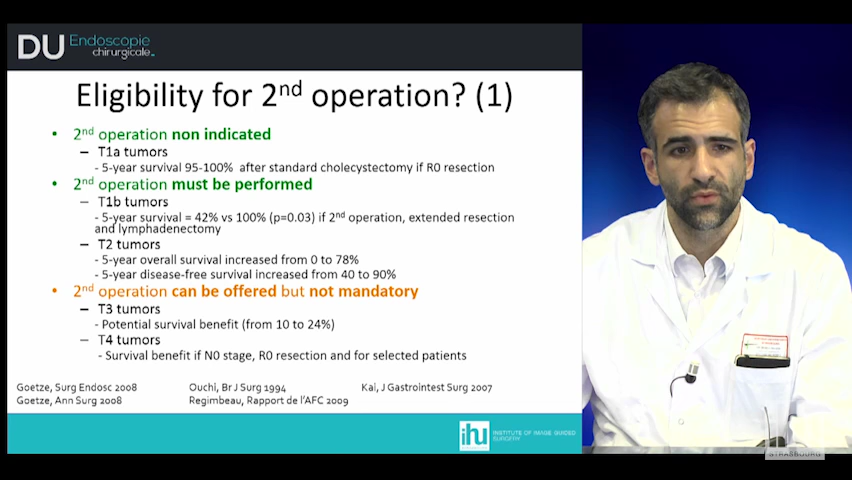 DU Endoscopie
chirurgicale
Eligibility for 2nd operation? (1)
• 2nd operation non indicated
– T1a tumors
- 5-year survival 95-100% after standard cholecystectomy if R0 resection
• 2nd operation must be performed
– T1b tumors
- 5-year survival = 42% vs 100% (p=0.03) if 2nd operation, extended resection
and lymphadenectomy
– T2 tumors
- 5-year overall survival increased from 0 to 78%
- 5-year disease-free survival increased from 40 to 90%
• 2nd operation can be offered but not mandatory
– T3 tumors
- Potential survival benefit (from 10 to 24%)
– T4 tumors
- Survival benefit if N0 stage, R0 resection and for selected patients
Goetze, Surg Endosc 2008 Ouchi, Br J Surg 1994 Kai, J Gastrointest Surg 2007
Goetze, Ann Surg 2008 Regimbeau, Rapport de l'AFC 2009
ihu INSTITUTE OF IMAGE GUIDED
SURGERY
STRASBOURG